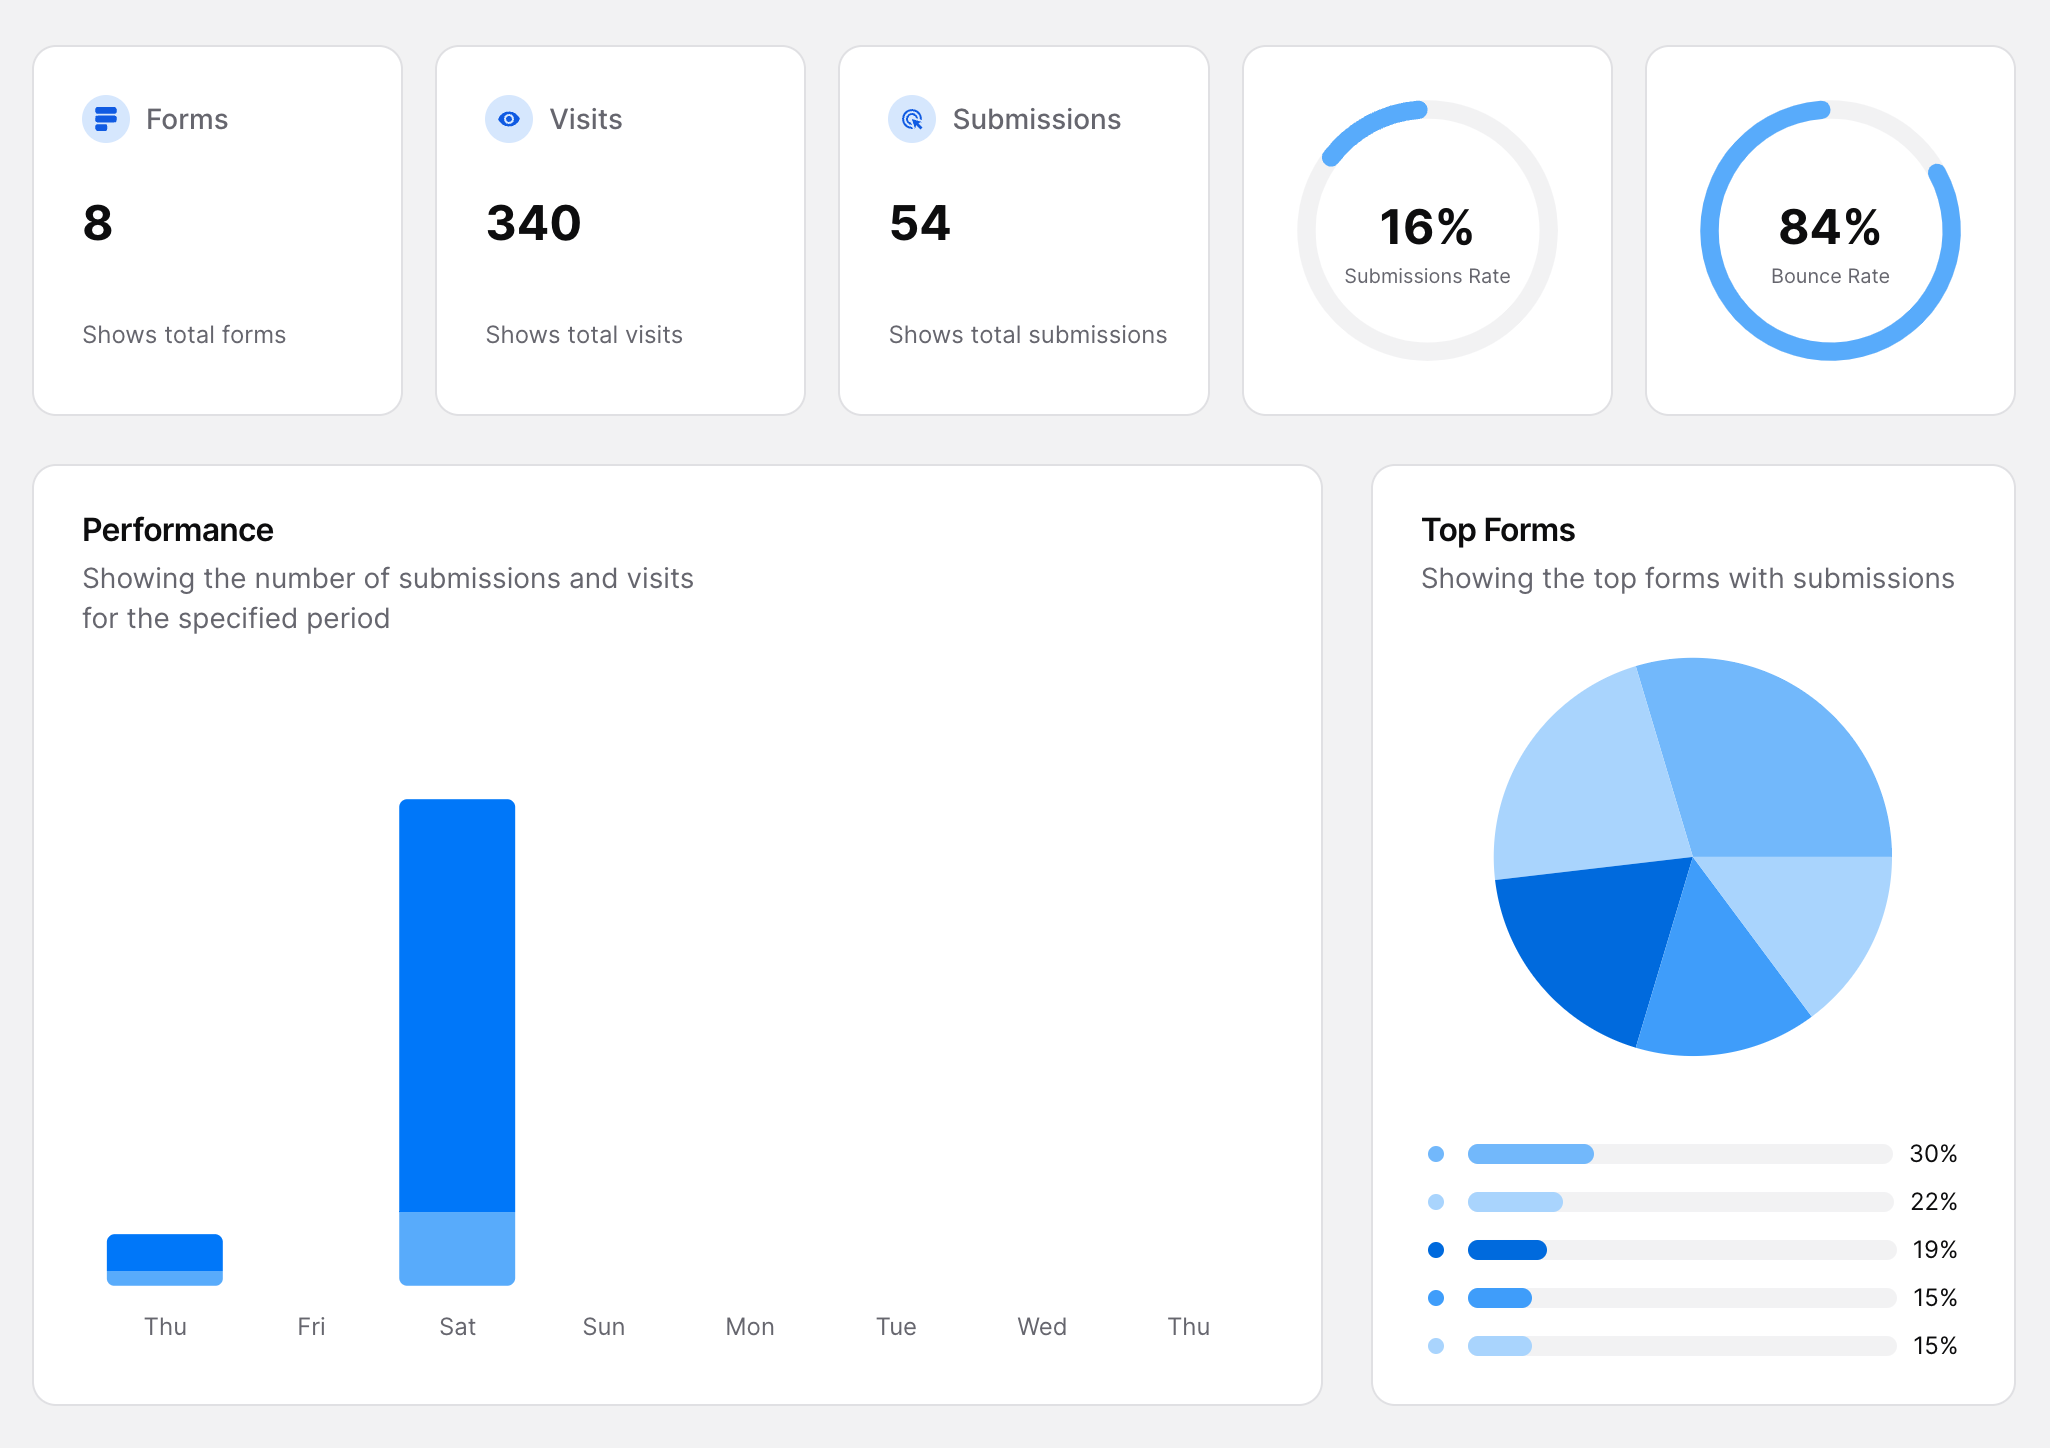 Forms
8
Shows total forms
Visits
340
Shows total visits
Submissions
54
Shows total submissions
16%
Submissions Rate
84%
Bounce Rate
Performance
Showing the number of submissions and visits
for the specified period
Thu Fri Sat Sun Mon Tue Wed Thu
Top Forms
Showing the top forms with submissions
30%
22%
19%
15%
15%